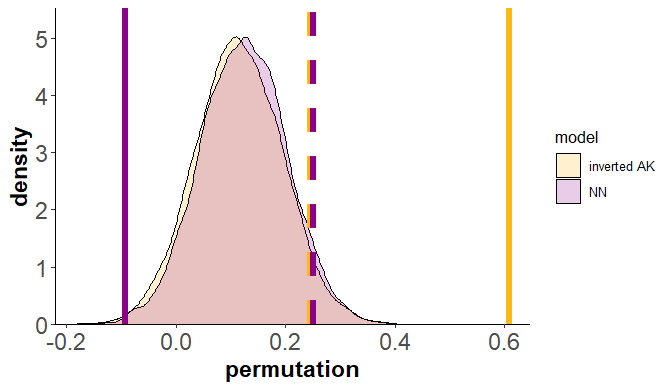 5
4
3
2
1
0
density
-0.2 0.0 0.2 0.4 0.6
permutation
model
inverted AK
NN